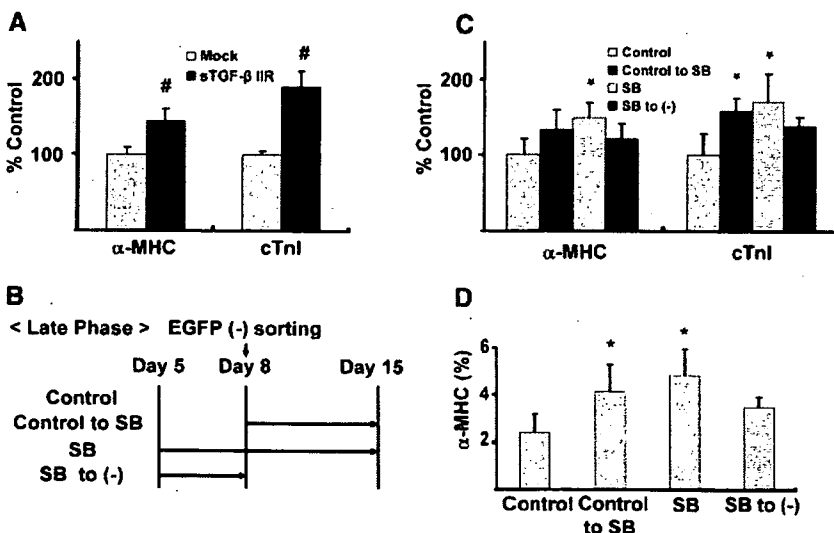 A
Mock
sTGF-β IIR
200
100
% Control
#
#
α-MHC
cTnI
C
Control
Control to SB
SB
SB to (-)
200
100
% Control
*
*
*
α-MHC
cTnI
B
< Late Phase >
EGFP (-) sorting
Day 5
Day 8
Day 15
Control
Control to SB
SB
SB to (-)
D
α-MHC (%)
6
4
2
*
*
Control
Control to SB
SB
SB to (-)